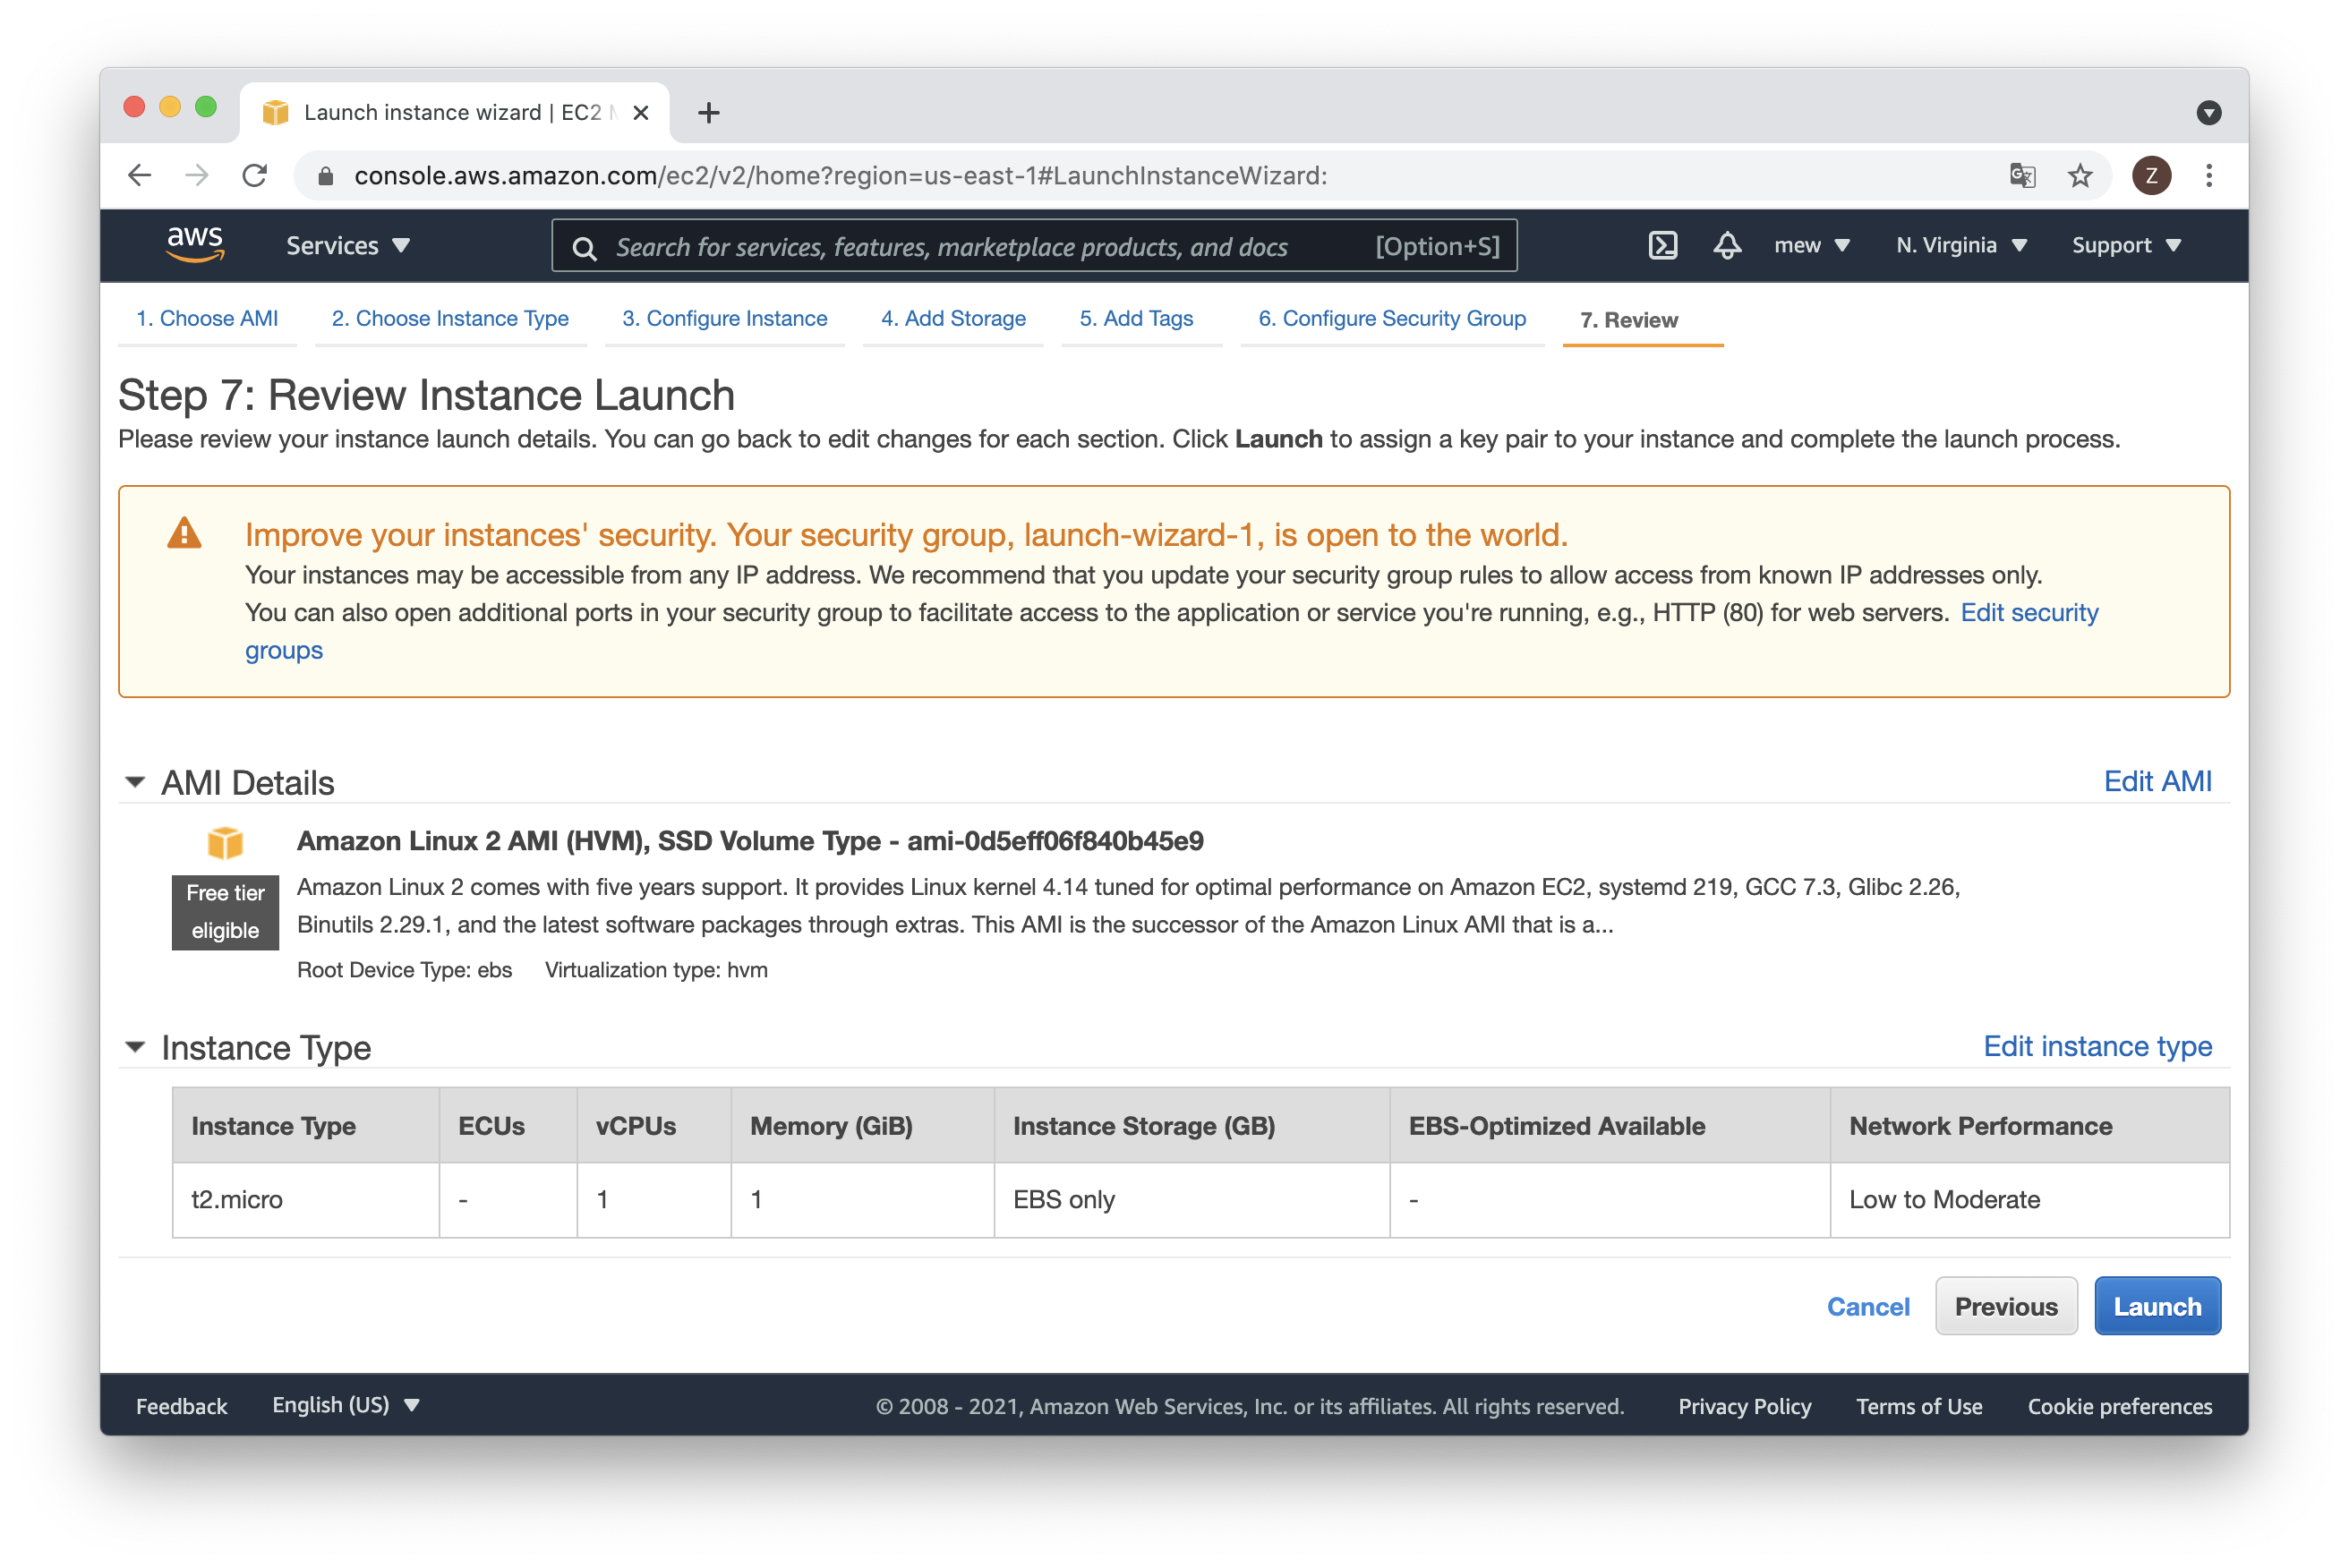 Launch instance wizard | EC2 M
console.aws.amazon.com/ec2/v2/home?region=us-east-1#LaunchInstanceWizard:
Z
aws
Services
Search for services, features, marketplace products, and docs [Option+S]
mew
N. Virginia
Support
1. Choose AMI
2. Choose Instance Type
3. Configure Instance
4. Add Storage
5. Add Tags
6. Configure Security Group
7. Review
Step 7: Review Instance Launch
Please review your instance launch details. You can go back to edit changes for each section. Click Launch to assign a key pair to your instance and complete the launch process.
Improve your instances' security. Your security group, launch-wizard-1, is open to the world.
Your instances may be accessible from any IP address. We recommend that you update your security group rules to allow access from known IP addresses only.
You can also open additional ports in your security group to facilitate access to the application or service you're running, e.g., HTTP (80) for web servers. Edit security
groups
AMI Details
Edit AMI
Amazon Linux 2 AMI (HVM), SSD Volume Type - ami-0d5eff06f840b45e9
Free tier
eligible
Amazon Linux 2 comes with five years support. It provides Linux kernel 4.14 tuned for optimal performance on Amazon EC2, systemd 219, GCC 7.3, Glibc 2.26,
Binutils 2.29.1, and the latest software packages through extras. This AMI is the successor of the Amazon Linux AMI that is a...
Root Device Type: ebs Virtualization type: hvm
Instance Type
Edit instance type
Instance Type ECUs vCPUs Memory (GiB) Instance Storage (GB) EBS-Optimized Available Network Performance
t2.micro - 1 1 EBS only - Low to Moderate
Cancel
Previous
Launch
Feedback
English (US)
© 2008 - 2021, Amazon Web Services, Inc. or its affiliates. All rights reserved.
Privacy Policy
Terms of Use
Cookie preferences